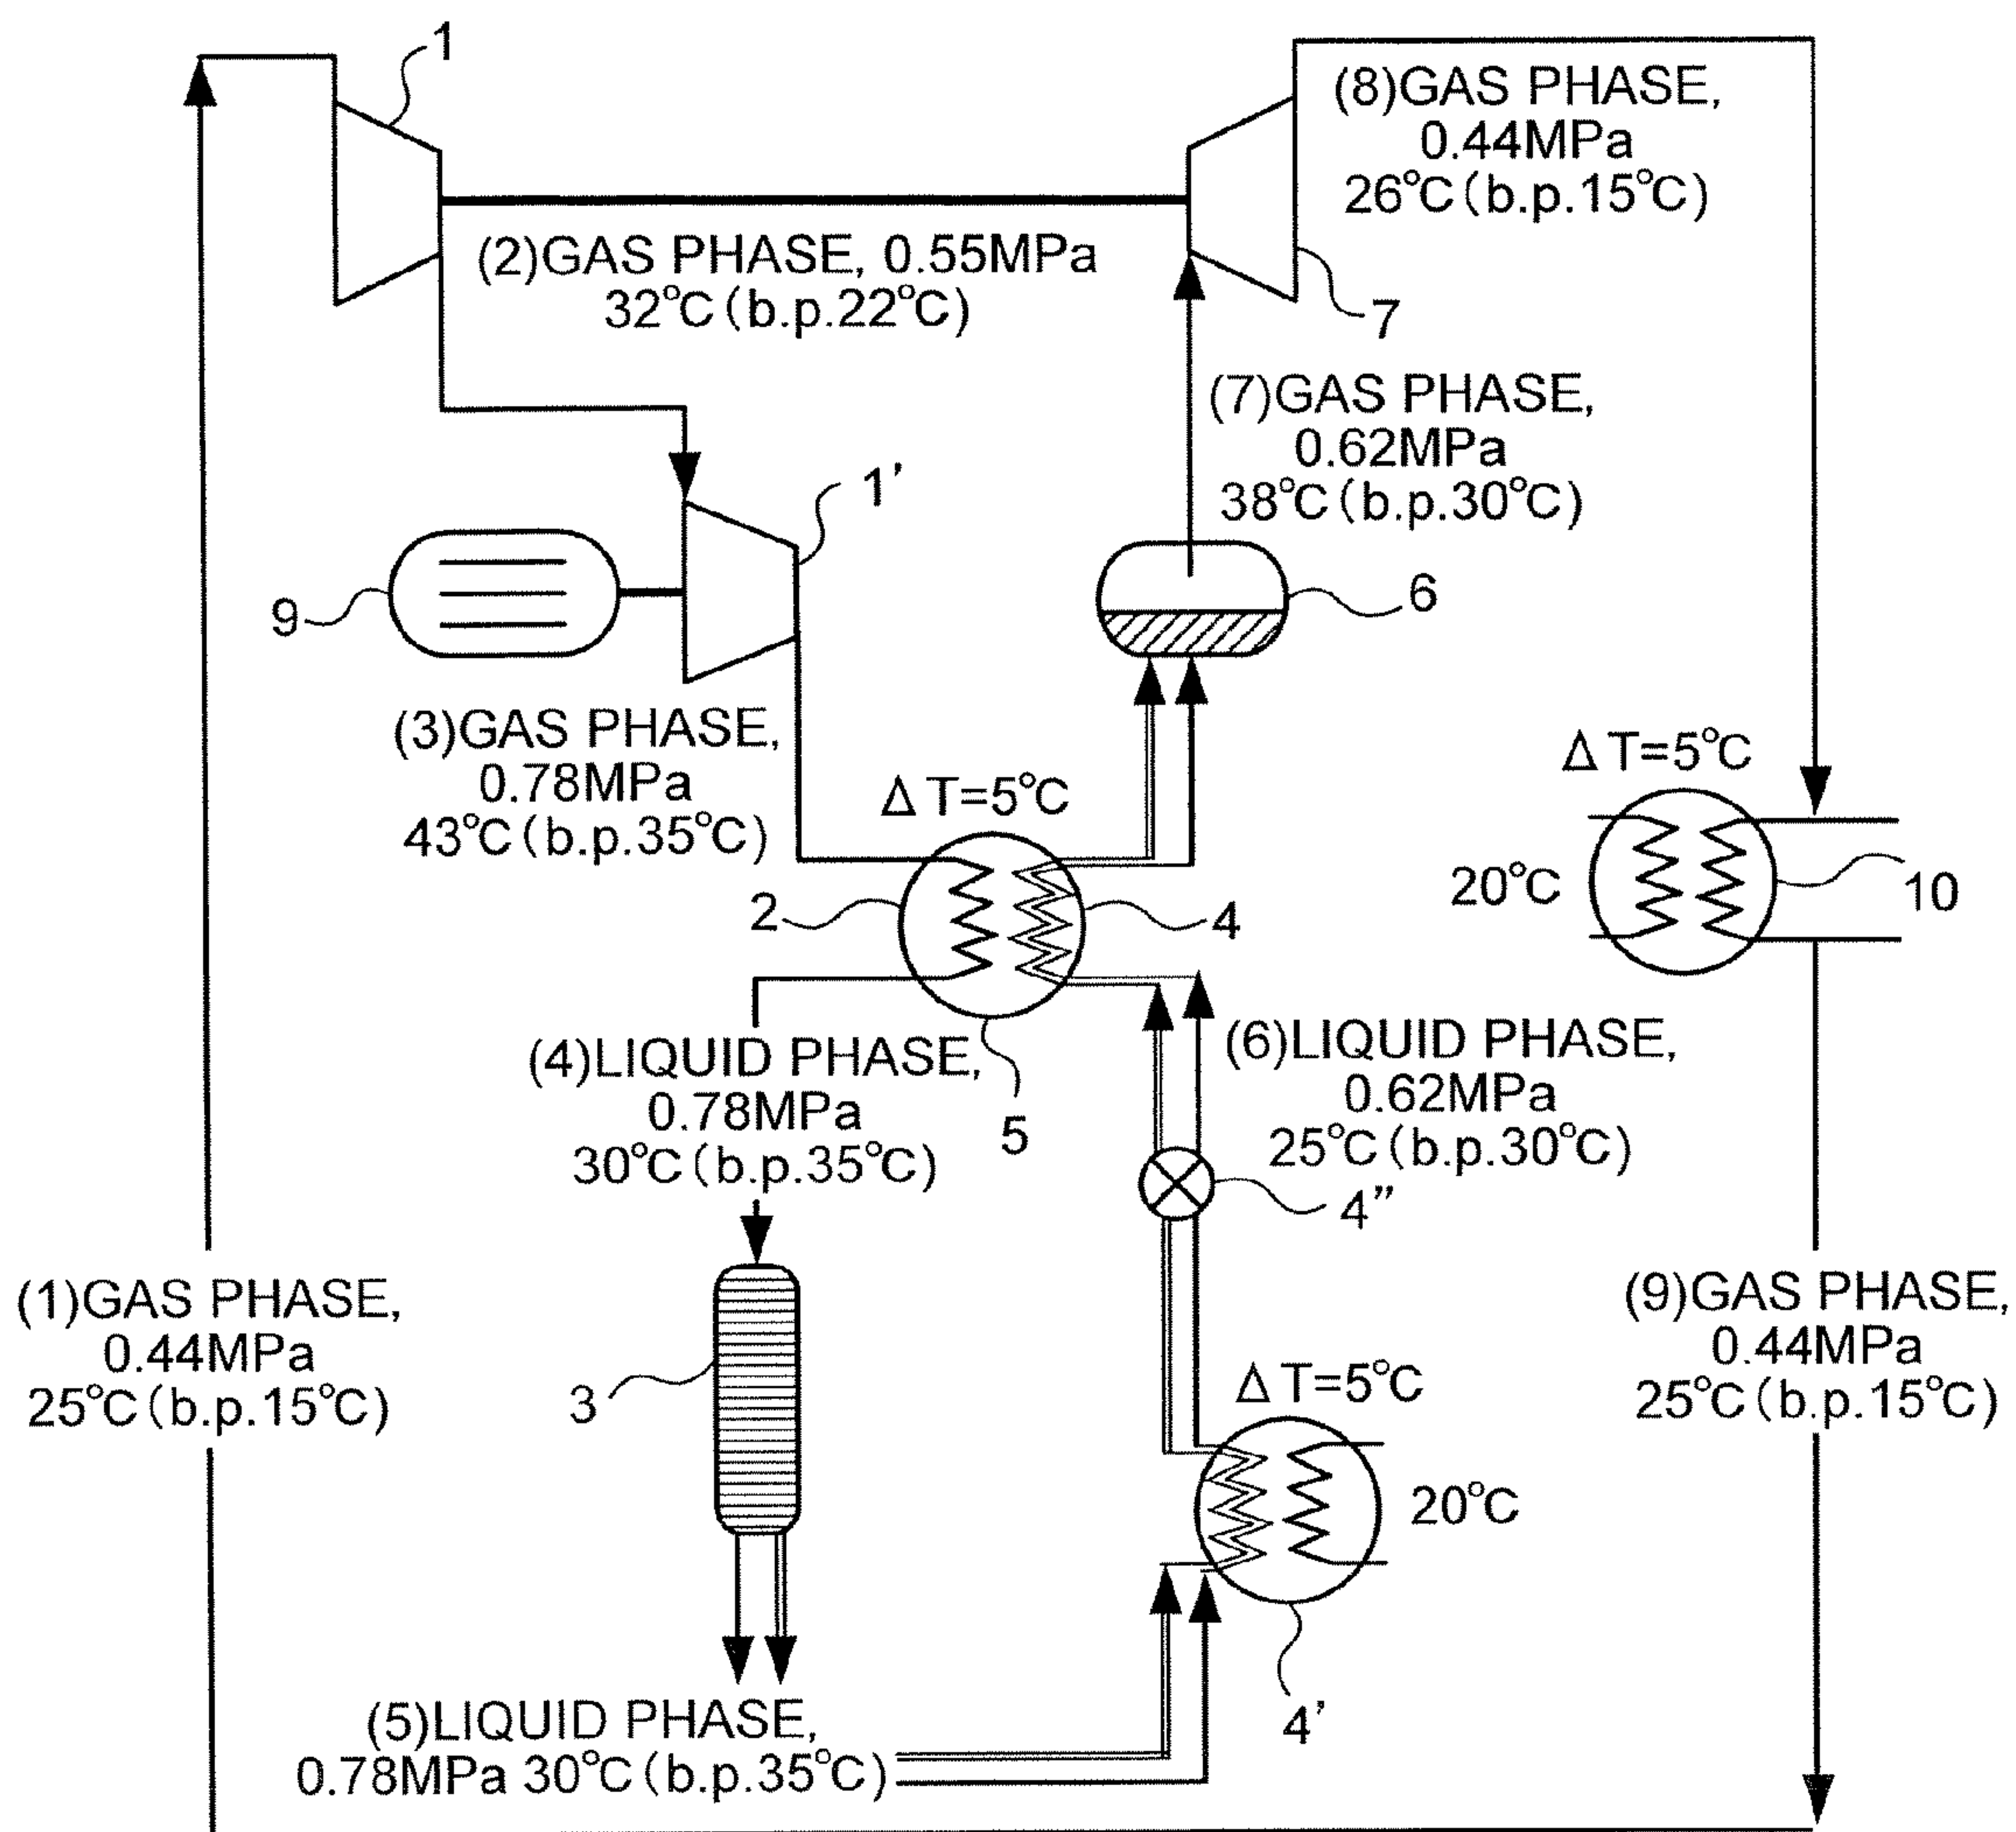 1
(8)GAS PHASE,
0.44MPa
26℃(b.p.15℃)
(2)GAS PHASE, 0.55MPa
32℃(b.p.22℃)
7
(7)GAS PHASE,
0.62MPa
38℃(b.p.30℃)
1’
9
6
(3)GAS PHASE,
0.78MPa
43℃(b.p.35℃)
Δ T=5℃
Δ T=5℃
2
4
20℃
10
(4)LIQUID PHASE,
0.78MPa
30℃(b.p.35℃)
5
(6)LIQUID PHASE,
0.62MPa
25℃(b.p.30℃)
4”
(1)GAS PHASE,
0.44MPa
25℃(b.p.15℃)
3
(9)GAS PHASE,
0.44MPa
25℃(b.p.15℃)
Δ T=5℃
20℃
4’
(5)LIQUID PHASE,
0.78MPa 30℃(b.p.35℃)